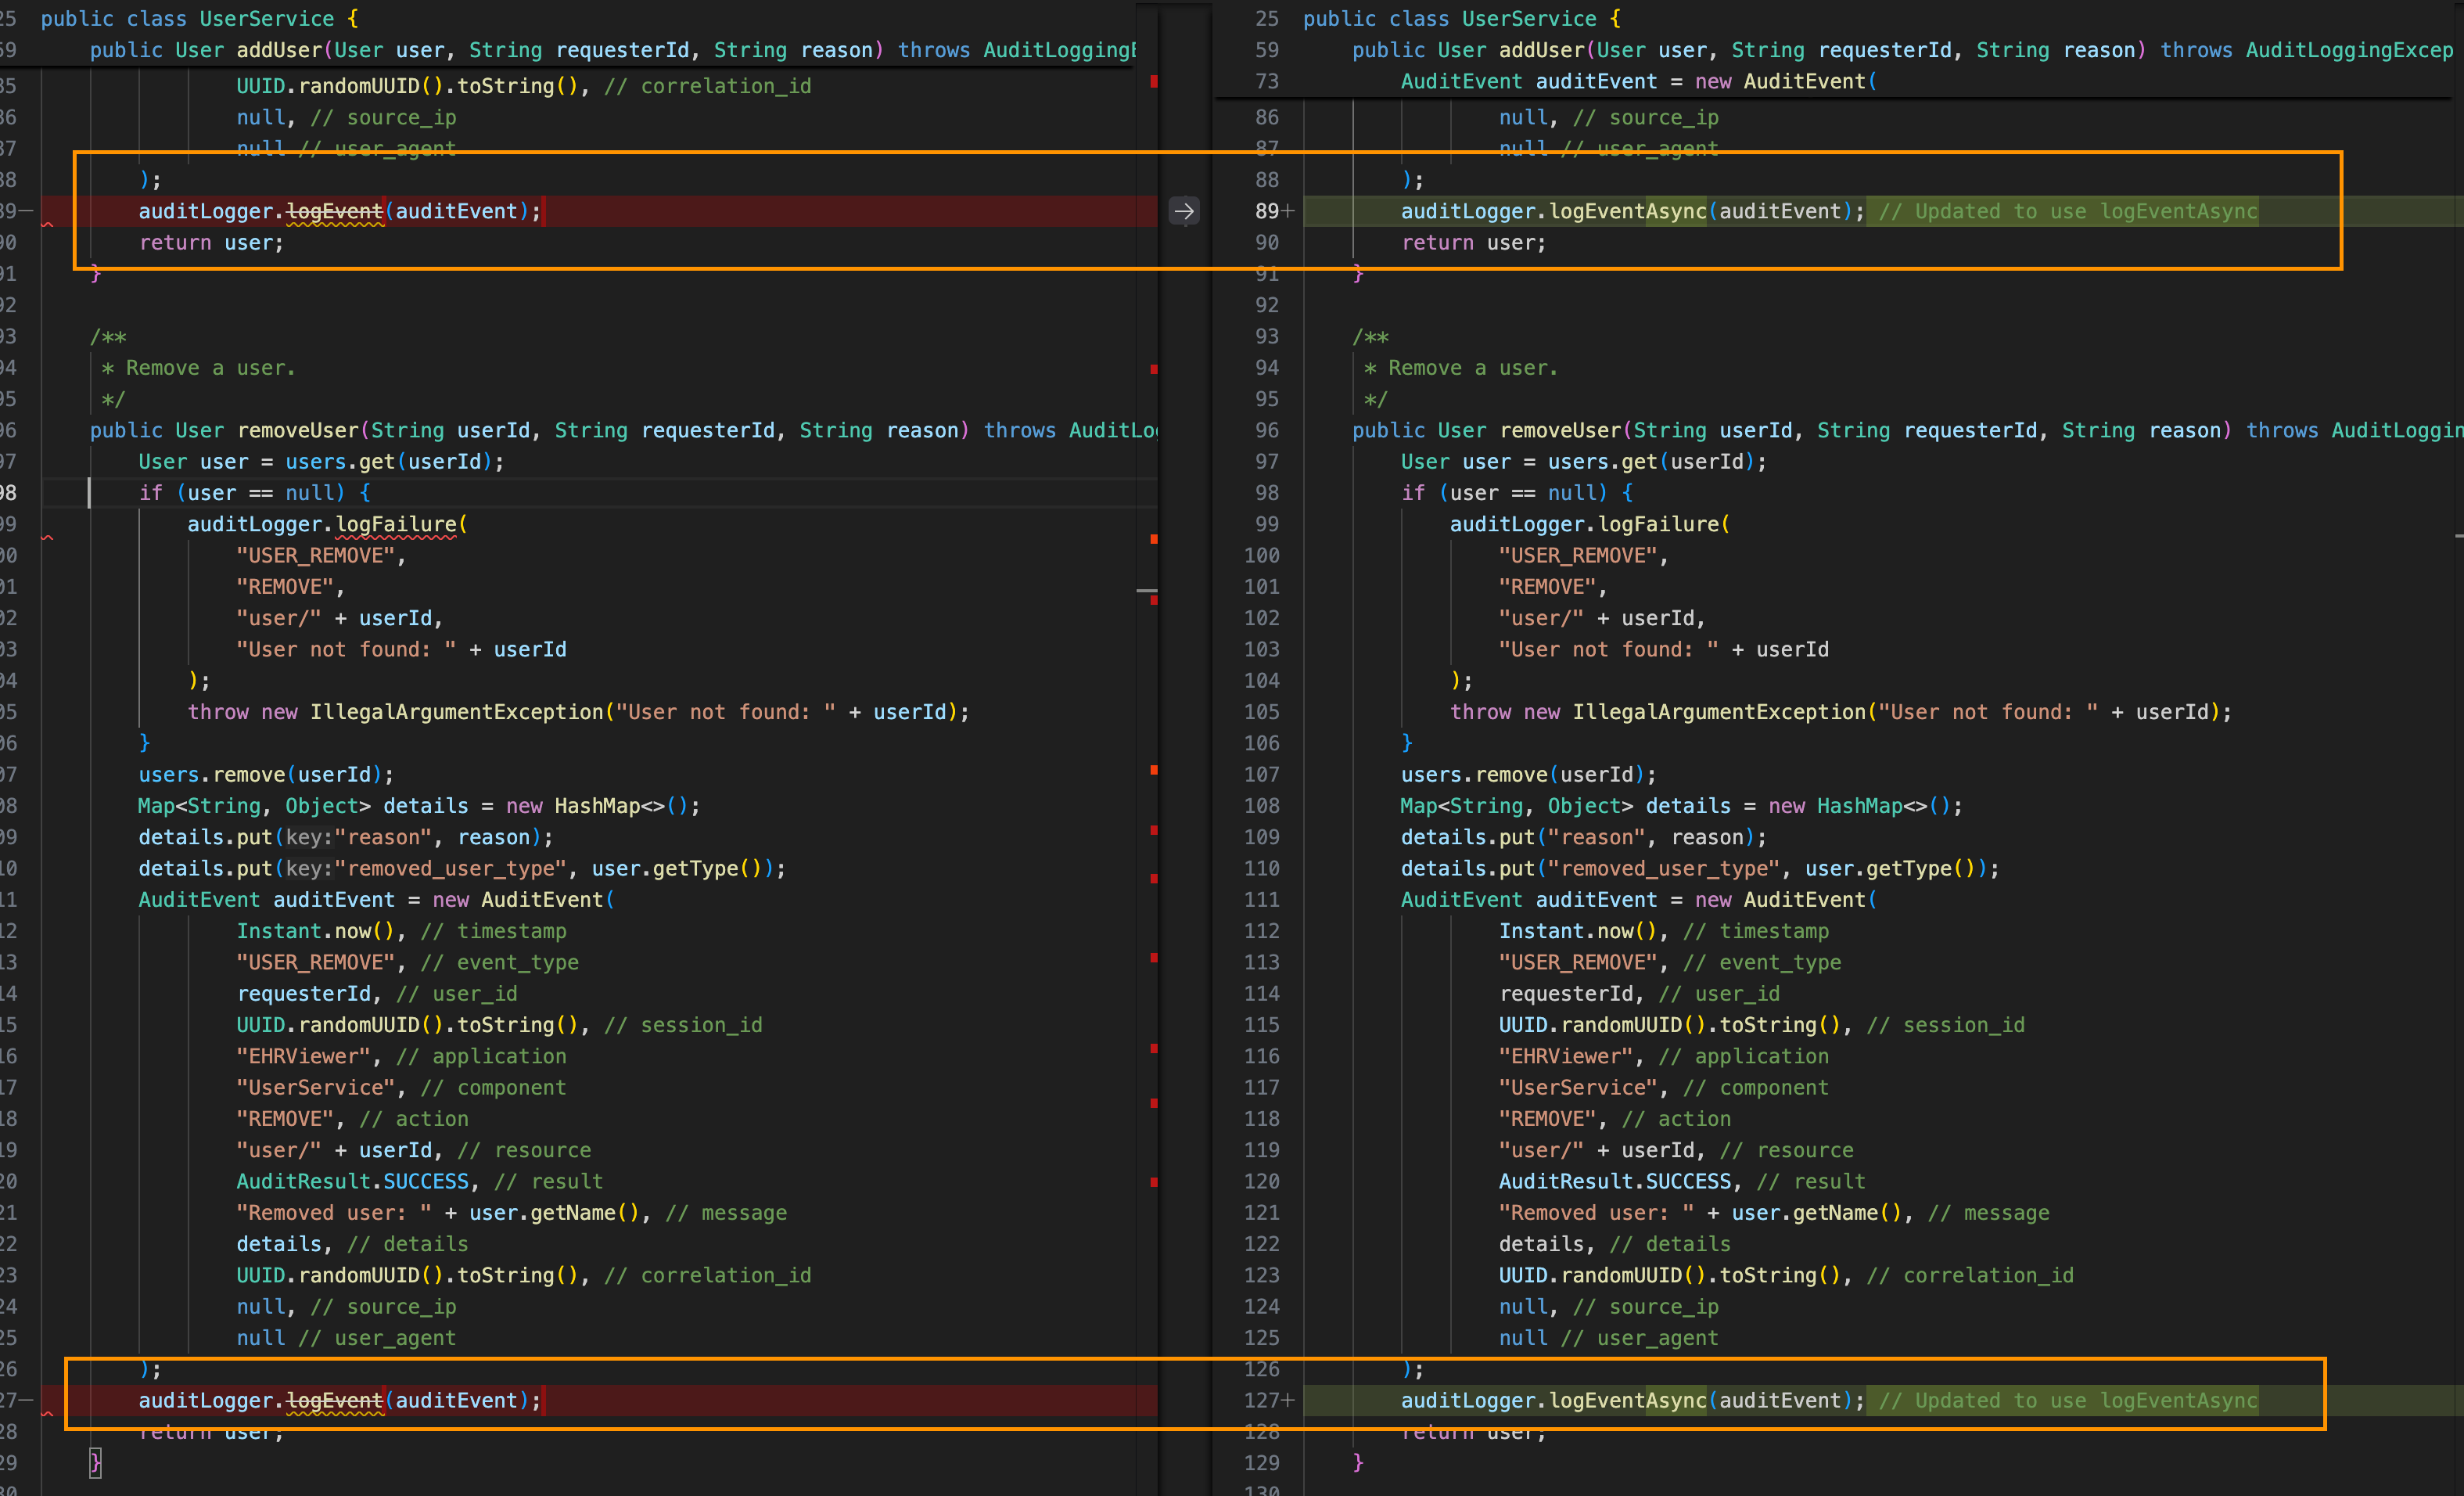 25 public class UserService {
59 public User addUser(User user, String requesterId, String reason) throws AuditLoggingE
85 UUID.randomUUID().toString(), // correlation_id
86 null, // source_ip
87 null // user_agent
88 );
89— auditLogger.logEvent(auditEvent);
90 return user;
91 }
92
93 /**
94 * Remove a user.
95 */
96 public User removeUser(String userId, String requesterId, String reason) throws AuditLo
97 User user = users.get(userId);
98 if (user == null) {
99 auditLogger.logFailure(
00 "USER_REMOVE",
01 "REMOVE",
02 "user/" + userId,
03 "User not found: " + userId
04 );
05 throw new IllegalArgumentException("User not found: " + userId);
06 }
07 users.remove(userId);
08 Map<String, Object> details = new HashMap<>();
09 details.put(key:"reason", reason);
10 details.put(key:"removed_user_type", user.getType());
11 AuditEvent auditEvent = new AuditEvent(
12 Instant.now(), // timestamp
13 "USER_REMOVE", // event_type
14 requesterId, // user_id
15 UUID.randomUUID().toString(), // session_id
16 "EHRViewer", // application
17 "UserService", // component
18 "REMOVE", // action
19 "user/" + userId, // resource
20 AuditResult.SUCCESS, // result
21 "Removed user: " + user.getName(), // message
22 details, // details
23 UUID.randomUUID().toString(), // correlation_id
24 null, // source_ip
25 null // user_agent
26 );
27— auditLogger.logEvent(auditEvent);
28 return user;
29 }
30
25 public class UserService {
59 public User addUser(User user, String requesterId, String reason) throws AuditLoggingExcep
73 AuditEvent auditEvent = new AuditEvent(
86 null, // source_ip
87 null // user_agent
88 );
89+ auditLogger.logEventAsync(auditEvent); // Updated to use logEventAsync
90 return user;
91 }
92
93 /**
94 * Remove a user.
95 */
96 public User removeUser(String userId, String requesterId, String reason) throws AuditLoggin
97 User user = users.get(userId);
98 if (user == null) {
99 auditLogger.logFailure(
100 "USER_REMOVE",
101 "REMOVE",
102 "user/" + userId,
103 "User not found: " + userId
104 );
105 throw new IllegalArgumentException("User not found: " + userId);
106 }
107 users.remove(userId);
108 Map<String, Object> details = new HashMap<>();
109 details.put("reason", reason);
110 details.put("removed_user_type", user.getType());
111 AuditEvent auditEvent = new AuditEvent(
112 Instant.now(), // timestamp
113 "USER_REMOVE", // event_type
114 requesterId, // user_id
115 UUID.randomUUID().toString(), // session_id
116 "EHRViewer", // application
117 "UserService", // component
118 "REMOVE", // action
119 "user/" + userId, // resource
120 AuditResult.SUCCESS, // result
121 "Removed user: " + user.getName(), // message
122 details, // details
123 UUID.randomUUID().toString(), // correlation_id
124 null, // source_ip
125 null // user_agent
126 );
127+ auditLogger.logEventAsync(auditEvent); // Updated to use logEventAsync
128 return user;
129 }
130